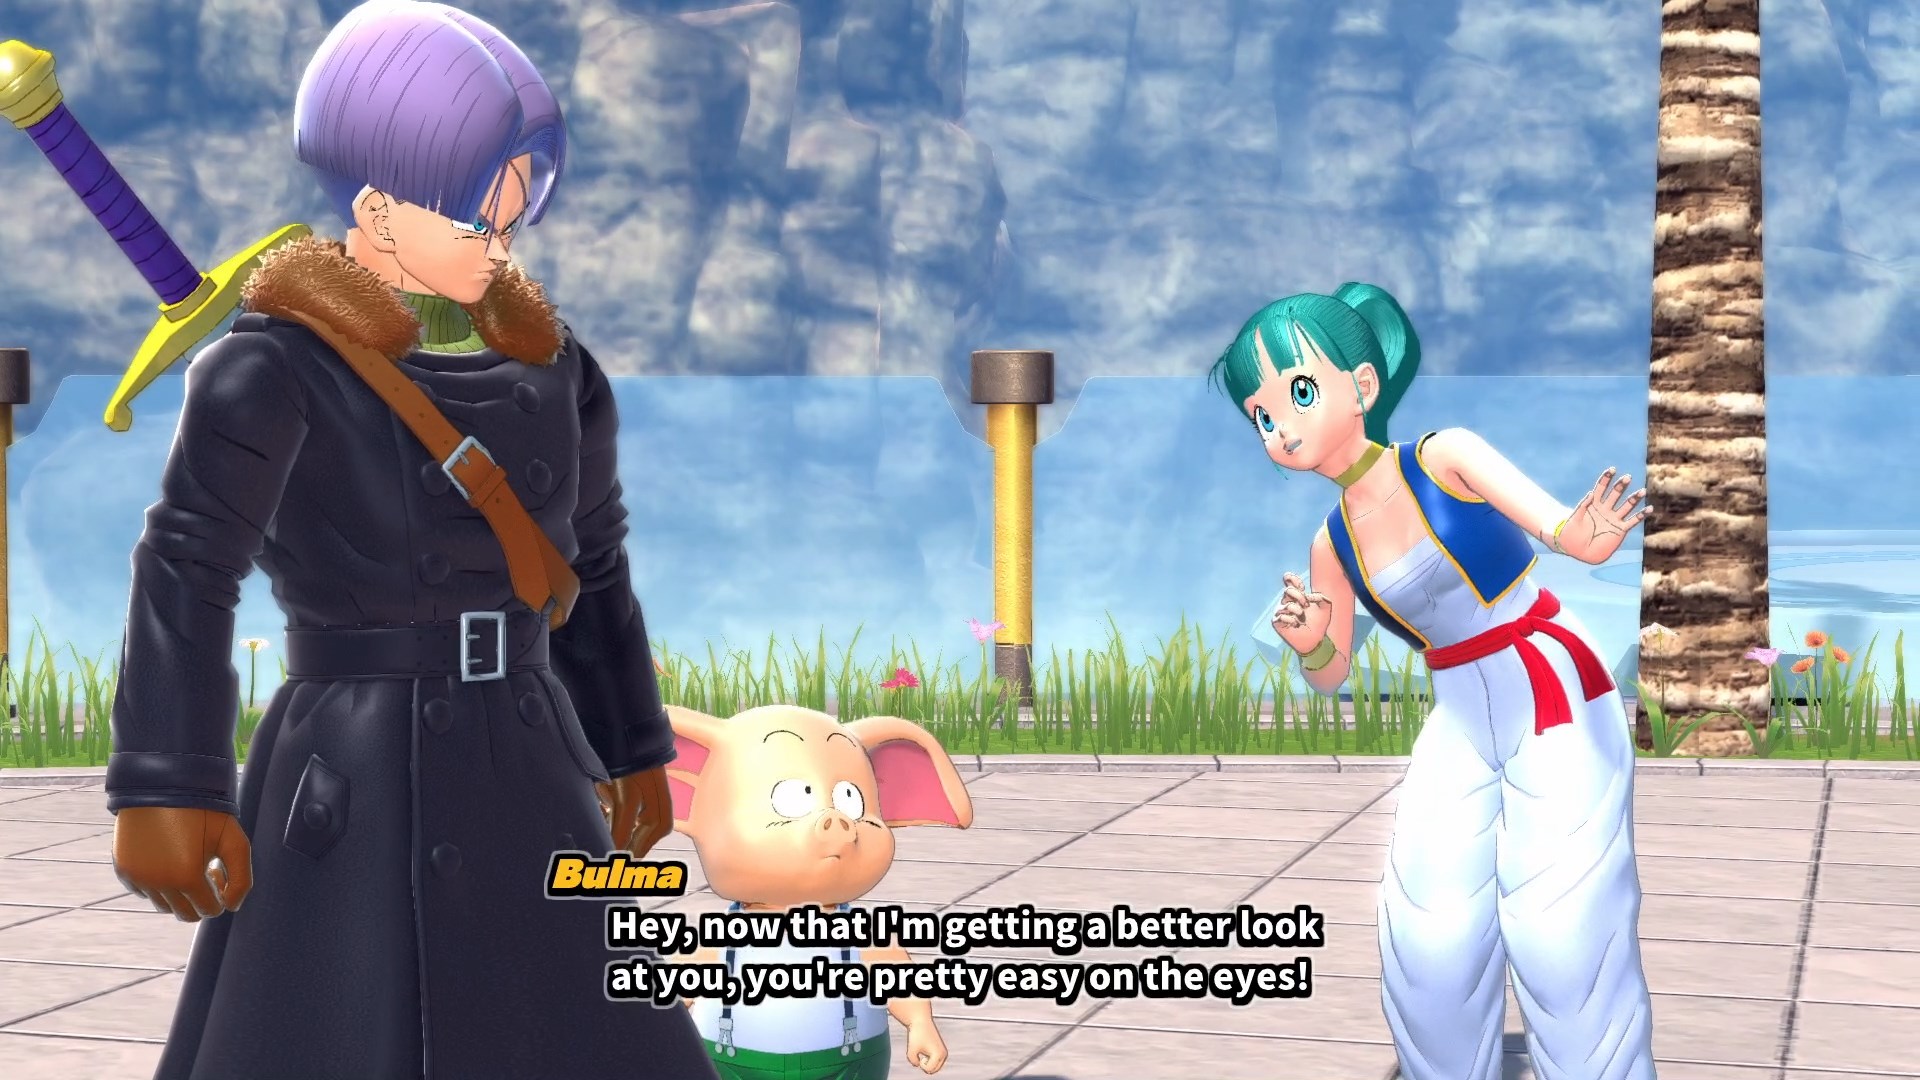 Bulma
Hey, now that I'm getting a better look
at you, you're pretty easy on the eyes!